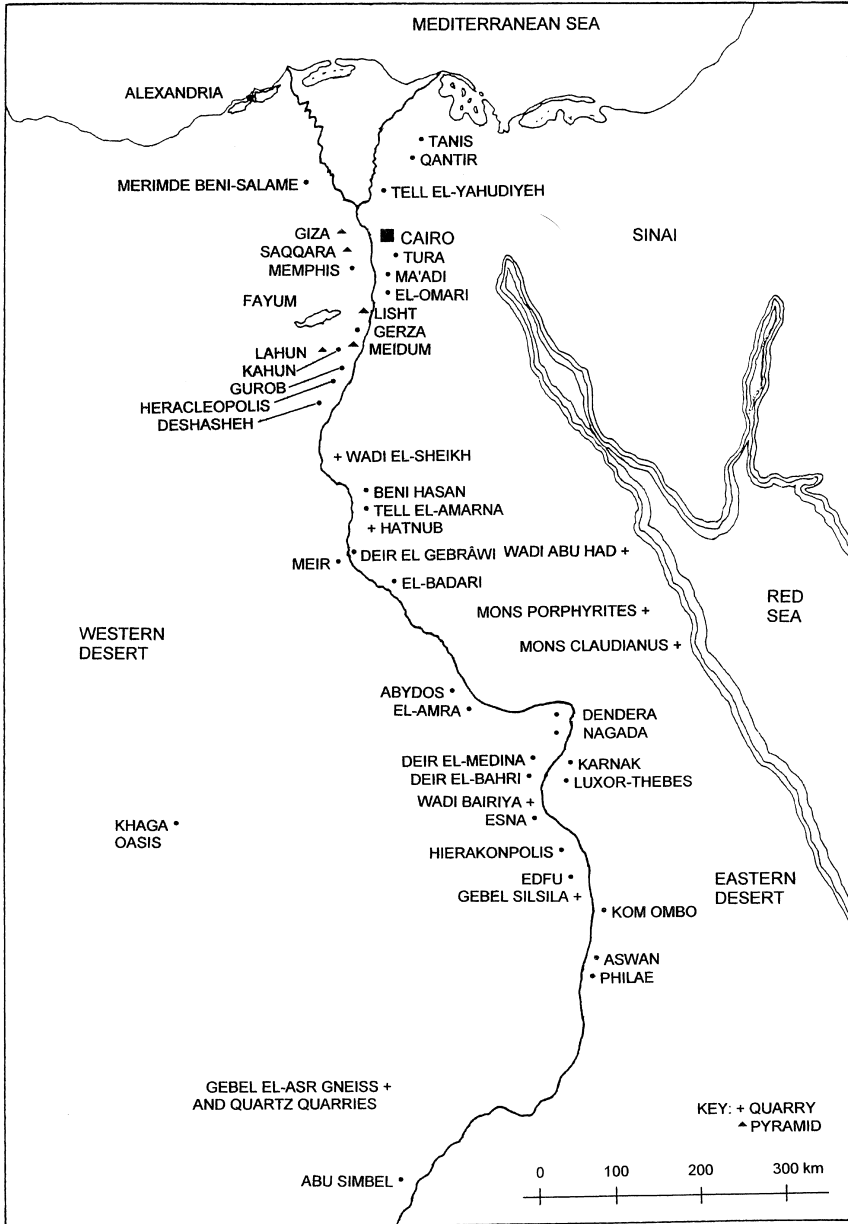 MEDITERRANEAN SEA
ALEXANDRIA
TANIS
QANTIR
MERIMDE BENI-SALAME
TELL EL-YAHUDIYEH
GIZA
CAIRO
SINAI
SAQQARA
TURA
MEMPHIS
MA'ADI
EL-OMARI
FAYUM
LISHT
GERZA
LAHUN
MEIDUM
KAHUN
GUROB
HERACLEOPOLIS
DESHASHEH
+ WADI EL-SHEIKH
BENI HASAN
TELL EL-AMARNA
+ HATNUB
DEIR EL GEBRÂWI
WADI ABU HAD +
MEIR
EL-BADARI
MONS PORPHYRITES +
RED
SEA
WESTERN
DESERT
MONS CLAUDIANUS +
ABYDOS
EL-AMRA
DENDERA
NAGADA
DEIR EL-MEDINA
KARNAK
DEIR EL-BAHRI
LUXOR-THEBES
WADI BAIRIYA +
ESNA
KHAGA
OASIS
HIERAKONPOLIS
EDFU
EASTERN
DESERT
GEBEL SILSILA +
KOM OMBO
ASWAN
PHILAE
GEBEL EL-ASR GNEISS +
AND QUARTZ QUARRIES
KEY: + QUARRY
▲ PYRAMID
ABU SIMBEL
0 100 200 300 km